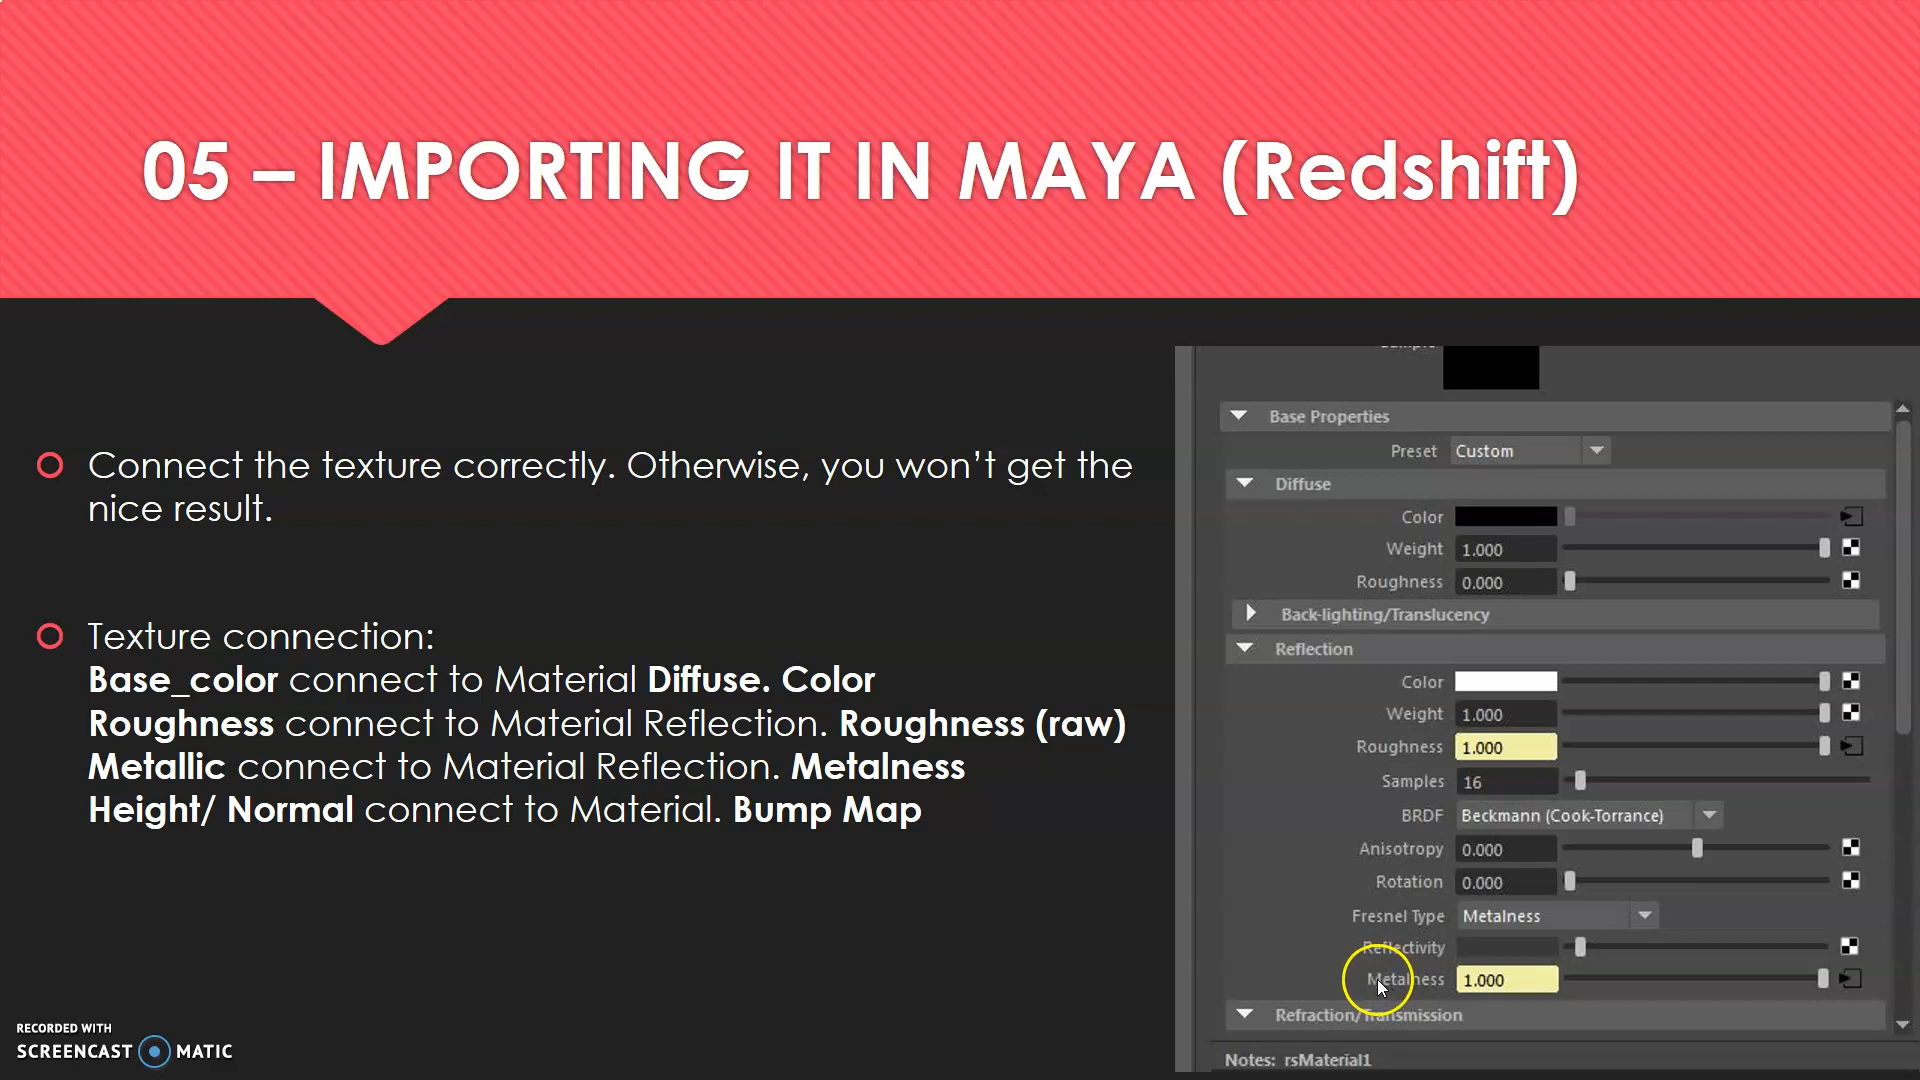 05 – IMPORTING IT IN MAYA (Redshift)
Connect the texture correctly. Otherwise, you won't get the
nice result.
Texture connection:
Base_color connect to Material Diffuse. Color
Roughness connect to Material Reflection. Roughness (raw)
Metallic connect to Material Reflection. Metalness
Height/ Normal connect to Material. Bump Map
Base Properties
Preset Custom
Diffuse
Color
Weight 1.000
Roughness 0.000
Back-lighting/Translucency
Reflection
Color
Weight 1.000
Roughness 1.000
Samples 16
BRDF Beckmann (Cook-Torrance)
Anisotropy 0.000
Rotation 0.000
Fresnel Type Metalness
Reflectivity
Metalness 1.000
Refraction/Transmission
Notes: rsMaterial1
RECORDED WITH
SCREENCAST MATIC